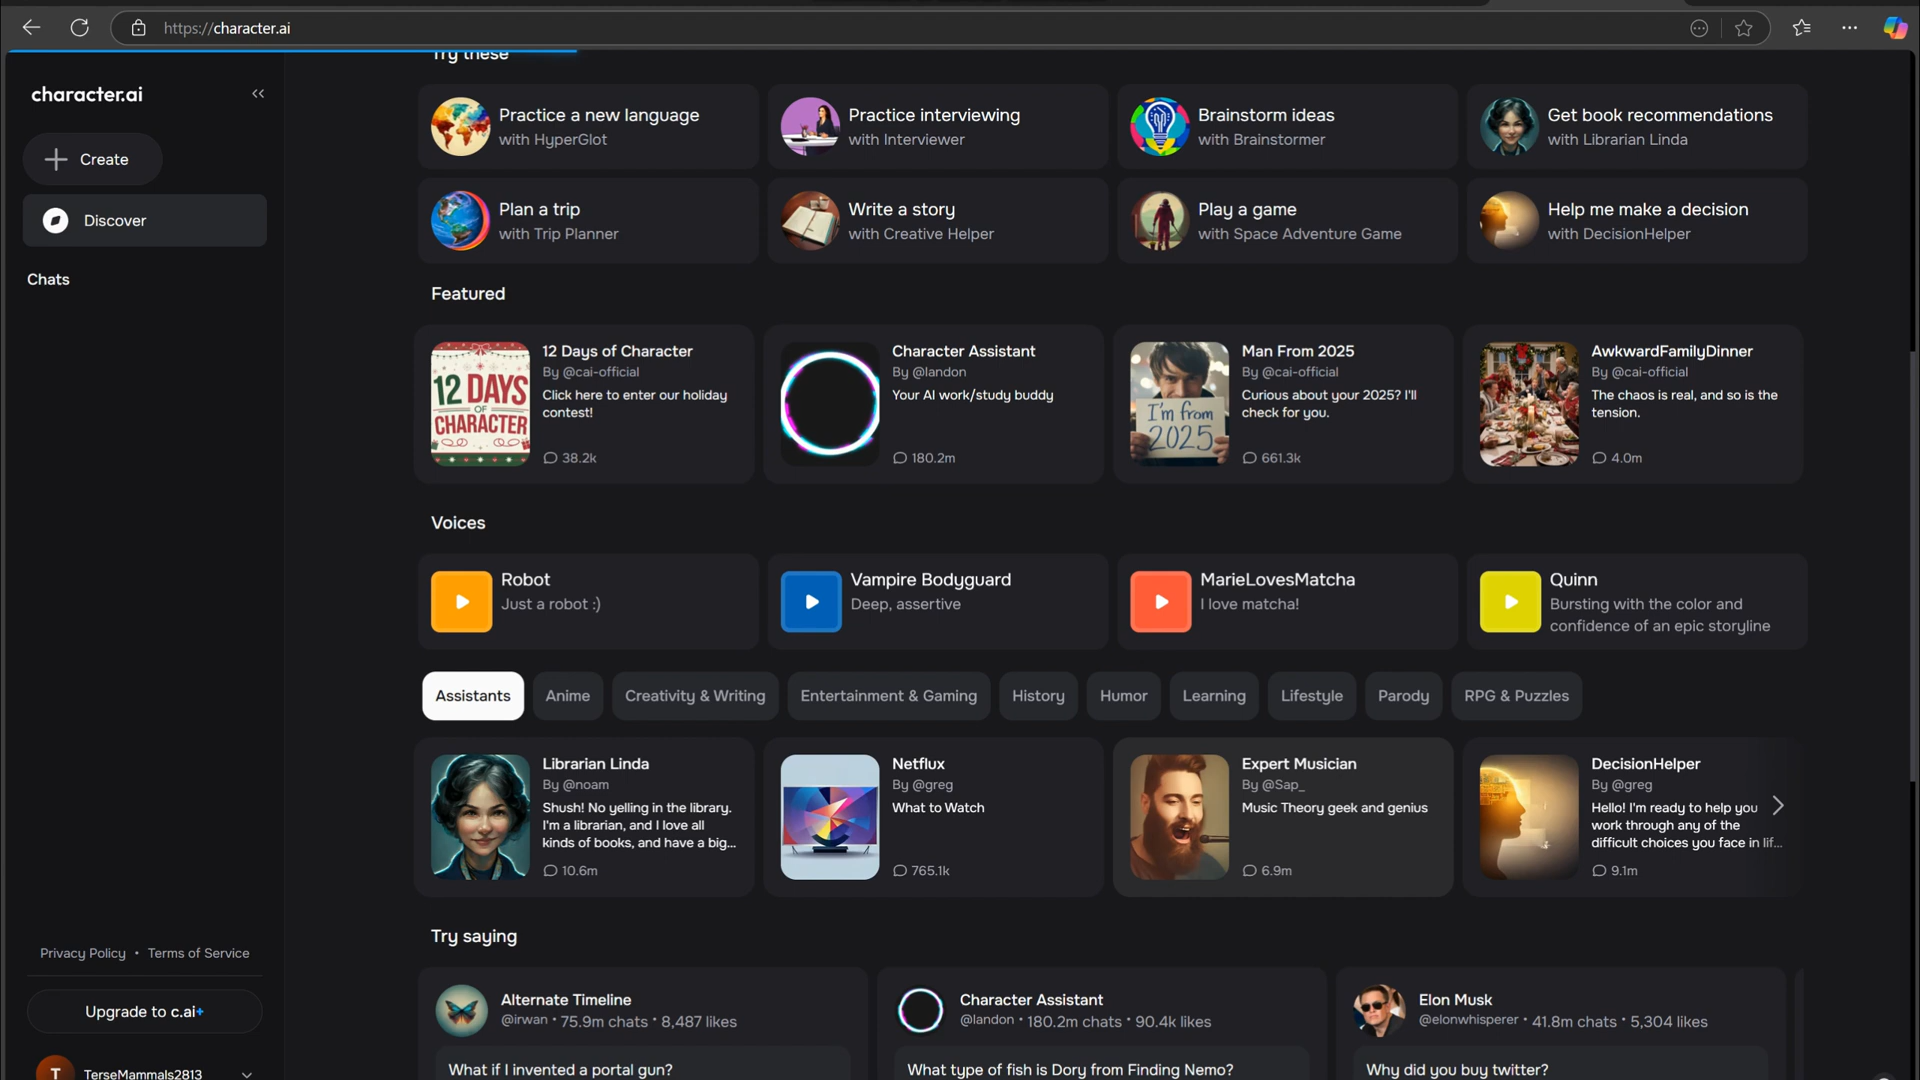 https://character.ai
Try these
character.ai
Create
Discover
Chats
Practice a new language
with HyperGlot
Practice interviewing
with Interviewer
Brainstorm ideas
with Brainstormer
Get book recommendations
with Librarian Linda
Plan a trip
with Trip Planner
Write a story
with Creative Helper
Play a game
with Space Adventure Game
Help me make a decision
with DecisionHelper
Featured
12 DAYS
OF
CHARACTER
12 Days of Character
By @cai-official
Click here to enter our holiday
contest!
38.2k
Character Assistant
By @landon
Your AI work/study buddy
180.2m
I'm from
2025
Man From 2025
By @cai-official
Curious about your 2025? I'll
check for you.
661.3k
AwkwardFamilyDinner
By @cai-official
The chaos is real, and so is the
tension.
4.0m
Voices
Robot
Just a robot :)
Vampire Bodyguard
Deep, assertive
MarieLovesMatcha
I love matcha!
Quinn
Bursting with the color and
confidence of an epic storyline
Assistants
Anime
Creativity & Writing
Entertainment & Gaming
History
Humor
Learning
Lifestyle
Parody
RPG & Puzzles
Librarian Linda
By @noam
Shush! No yelling in the library.
I'm a librarian, and I love all
kinds of books, and have a big...
10.6m
Netflux
By @greg
What to Watch
765.1k
Expert Musician
By @Sap_
Music Theory geek and genius
6.9m
DecisionHelper
By @greg
Hello! I'm ready to help you
work through any of the
difficult choices you face in lif...
9.1m
Try saying
Alternate Timeline
@irwan • 75.9m chats • 8,487 likes
What if I invented a portal gun?
Character Assistant
@landon • 180.2m chats • 90.4k likes
What type of fish is Dory from Finding Nemo?
Elon Musk
@elonwhisperer • 41.8m chats • 5,304 likes
Why did you buy twitter?
Privacy Policy • Terms of Service
Upgrade to c.ai+
T
TerseMammals2813